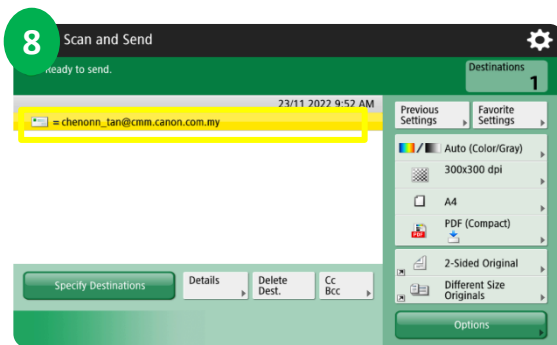 8
Scan and Send
Ready to send.
Destinations
1
23/11 2022 9:52 AM
= chenonn_tan@cmm.canon.com.my
Previous
Settings
Favorite
Settings
Auto (Color/Gray)
300x300 dpi
A4
PDF
PDF (Compact)
2-Sided Original
Different Size
Originals
Specify Destinations
Details
Delete
Dest.
Cc
Bcc
Options